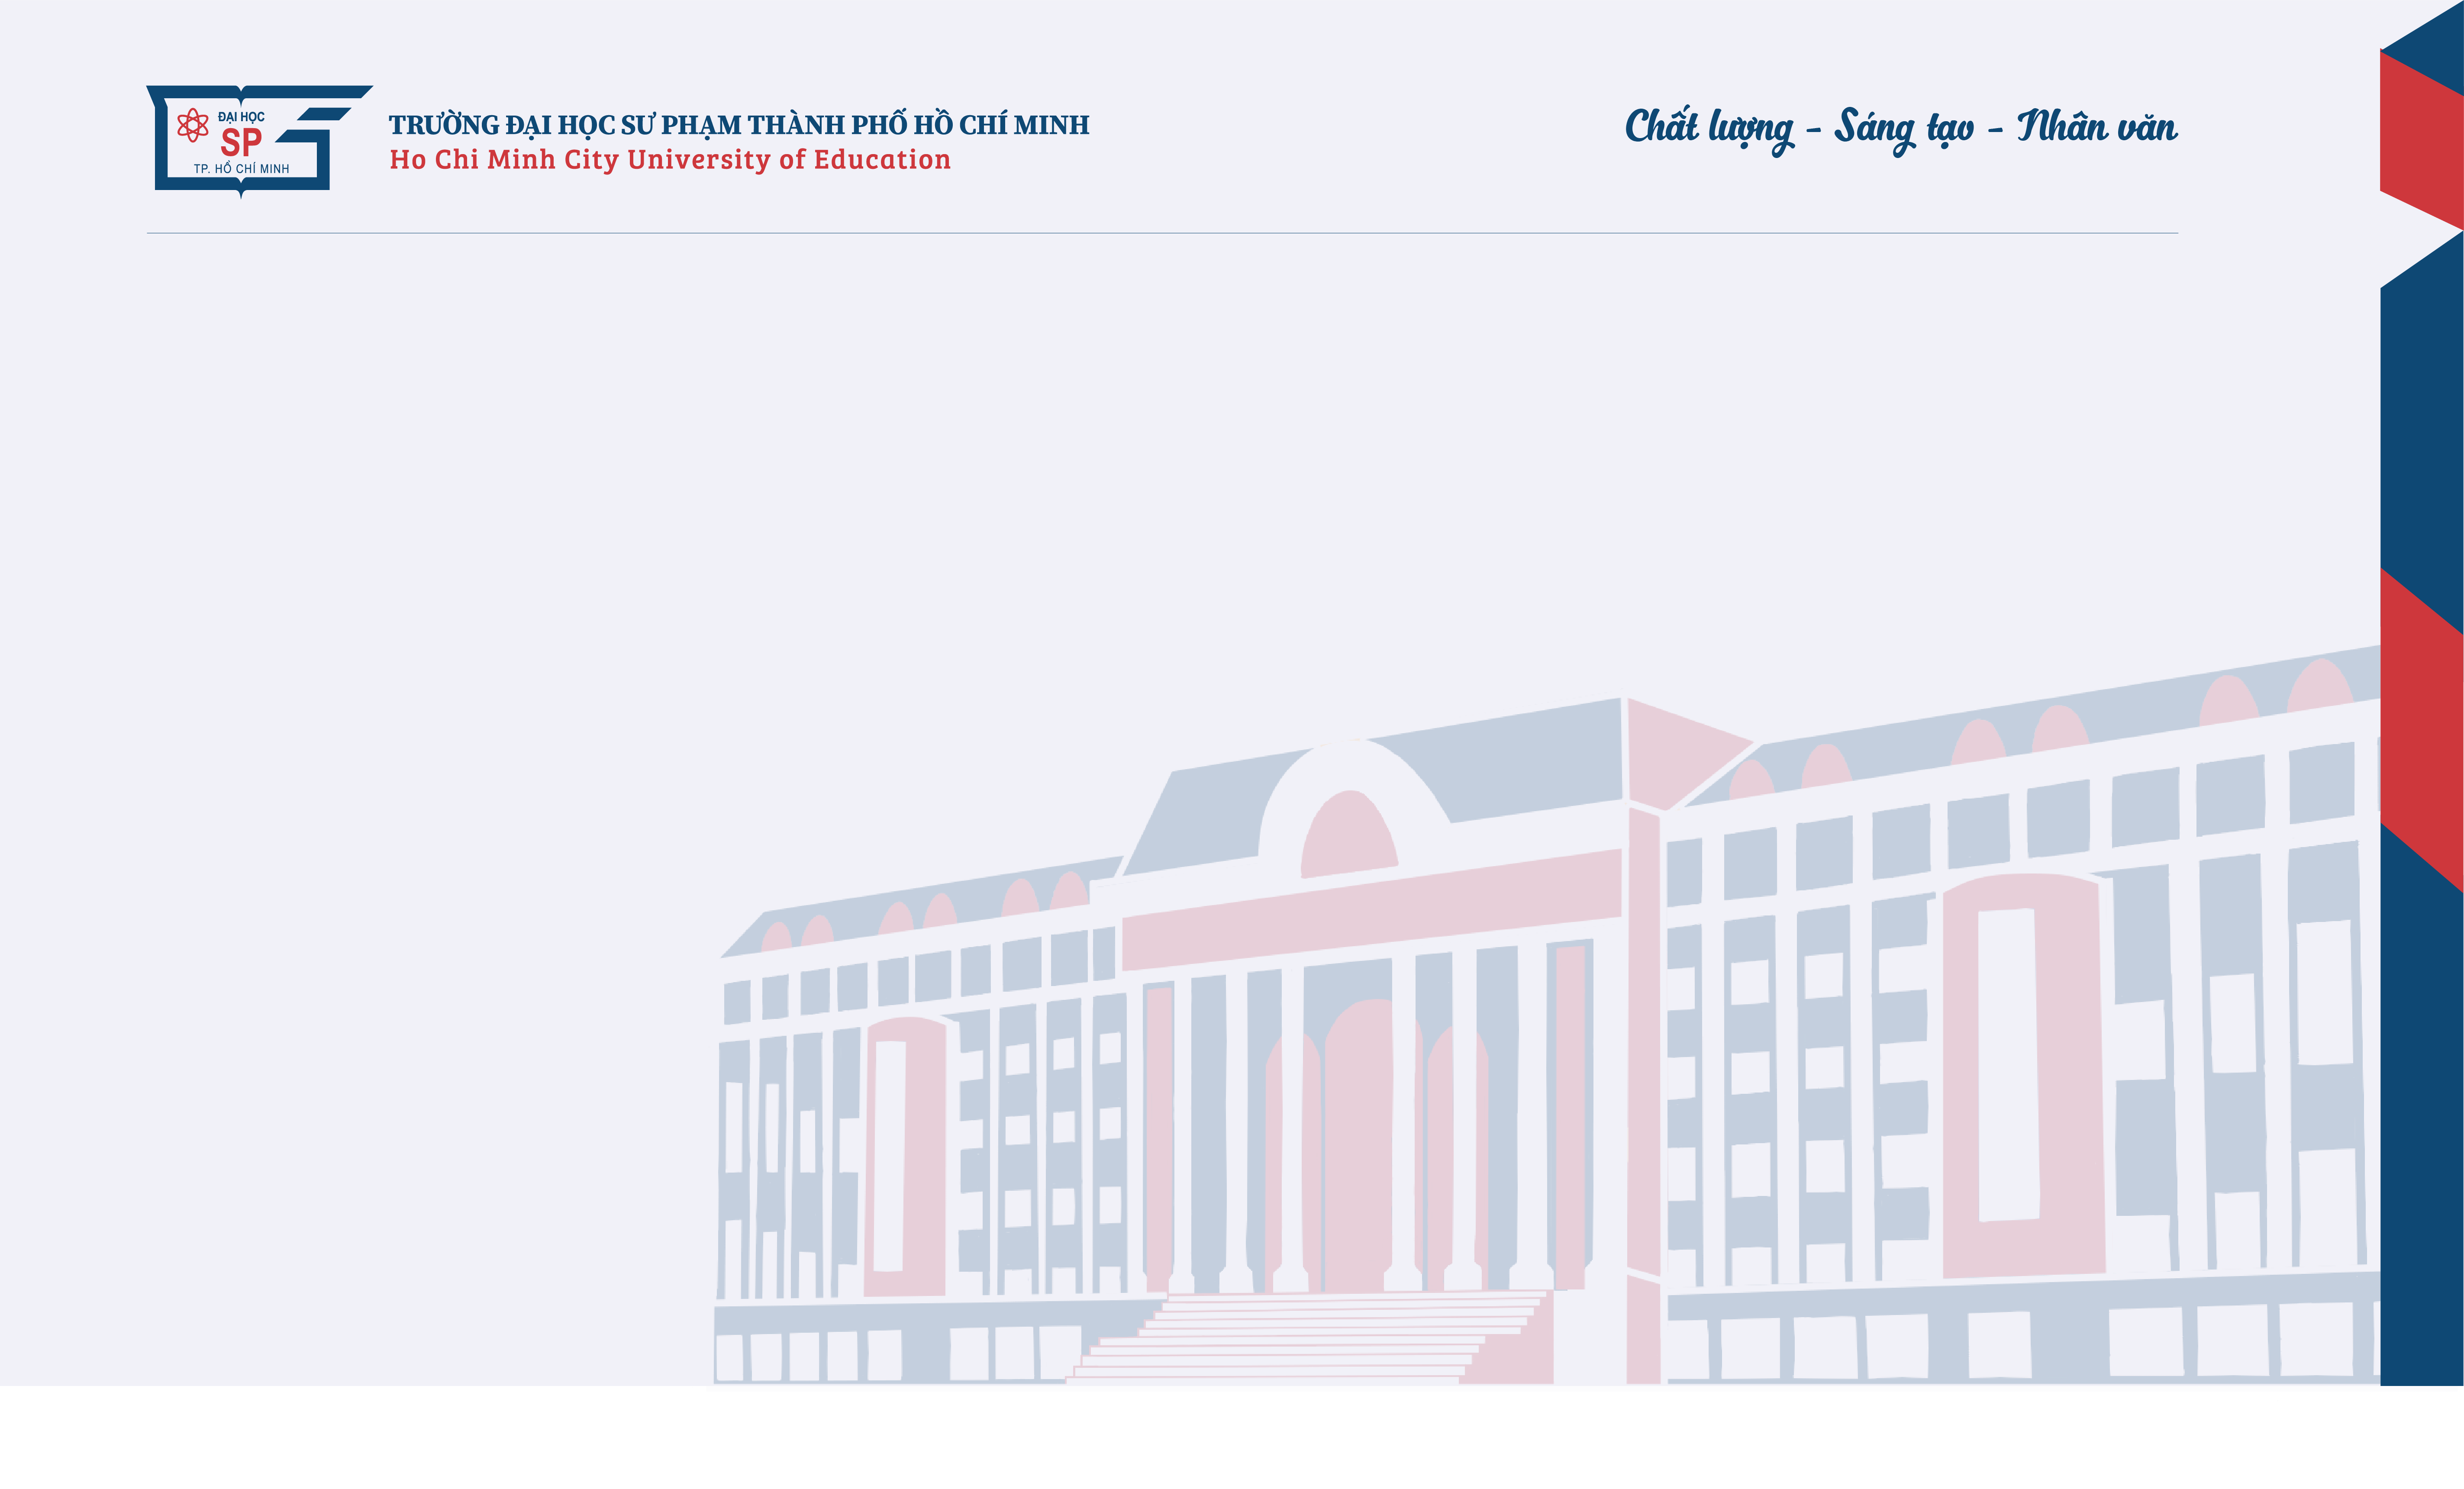 ĐẠI HỌC
SP
TP. HỒ CHÍ MINH
TRƯỜNG ĐẠI HỌC SƯ PHẠM THÀNH PHỐ HỒ CHÍ MINH
Ho Chi Minh City University of Education
Chất lượng - Sáng tạo - Nhân văn